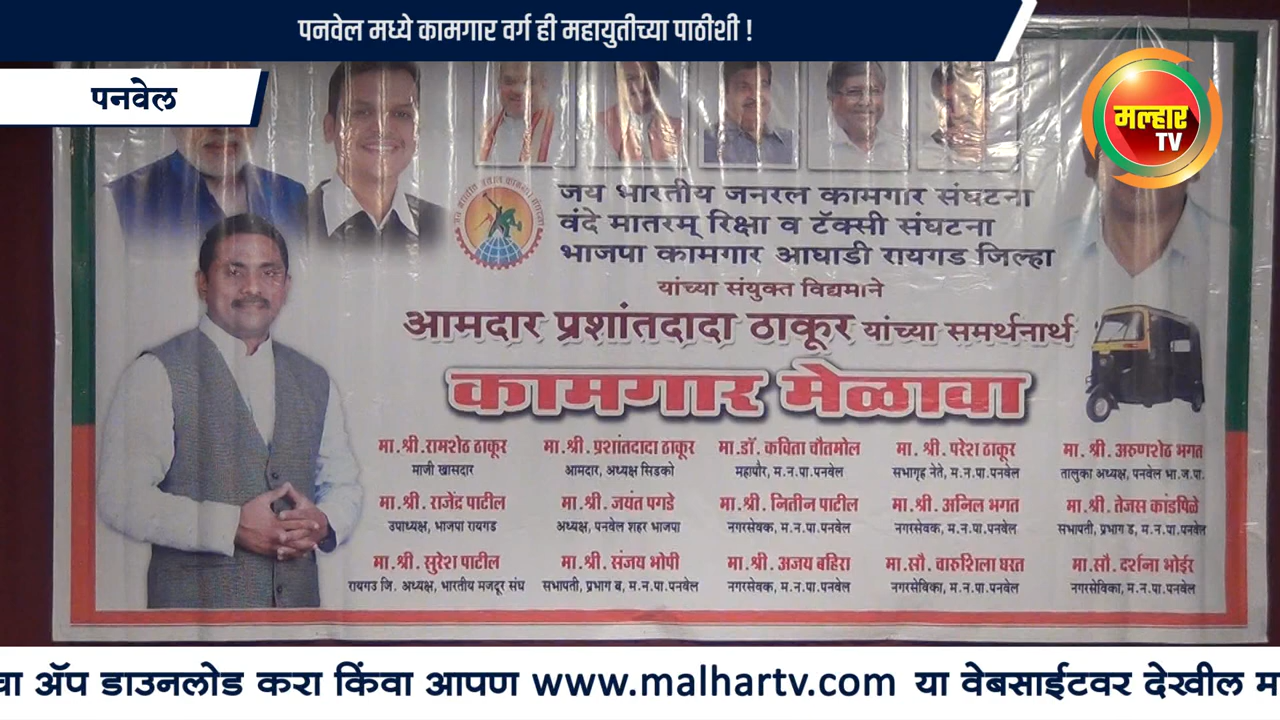 पनवेल मध्ये कामगार वर्ग ही महायुतीच्या पाठीशी !
पनवेल
मल्हार
TV
जय भारतीय जनरल कामगार संघटना
वंदे मातरम् रिक्षा व टॅक्सी संघटना
भाजपा कामगार आघाडी रायगड जिल्हा
यांच्या संयुक्त विद्यमाने
आमदार प्रशांतदादा ठाकूर यांच्या समर्थनार्थ
कामगार मेळावा
मा.श्री.रामशेठ ठाकूर
माजी खासदार
मा.श्री. प्रशांतदादा ठाकूर
आमदार, अध्यक्ष सिडको
मा.डॉ. कविता चौतमोल
महापौर, म.न.पा.पनवेल
मा. श्री. परेश ठाकूर
सभागृह नेते, म.न.पा.पनवेल
मा. श्री. अरुणशेठ भगत
तालुका अध्यक्ष, पनवेल भा.ज.पा.
मा.श्री. राजेंद्र पाटील
उपाध्यक्ष, भाजपा रायगड
मा.श्री. जयंत पगडे
अध्यक्ष, पनवेल शहर भाजपा
मा.श्री. नितीन पाटील
नगरसेवक, म.न.पा.पनवेल
मा.श्री. अनिल भगत
नगरसेवक, म.न.पा.पनवेल
मा.श्री. तेजस कांडपिळे
सभापती, प्रभाग ड, म.न.पा.पनवेल
मा.श्री. सुरेश पाटील
रायगउ जि. अध्यक्ष, भारतीय मजदूर संघ
मा.श्री. संजय भोपी
सभापती, प्रभाग ब, म.न.पा.पनवेल
मा.श्री. अजय बहिरा
नगरसेवक, म.न.पा.पनवेल
मा.सौ. चारुशिला घरत
नगरसेविका, म.न.पा.पनवेल
मा.सौ. दर्शना भोईर
नगरसेविका, म.न.पा.पनवेल
ॲप डाउनलोड करा किंवा आपण www.malhartv.com या वेबसाईटवर देखील